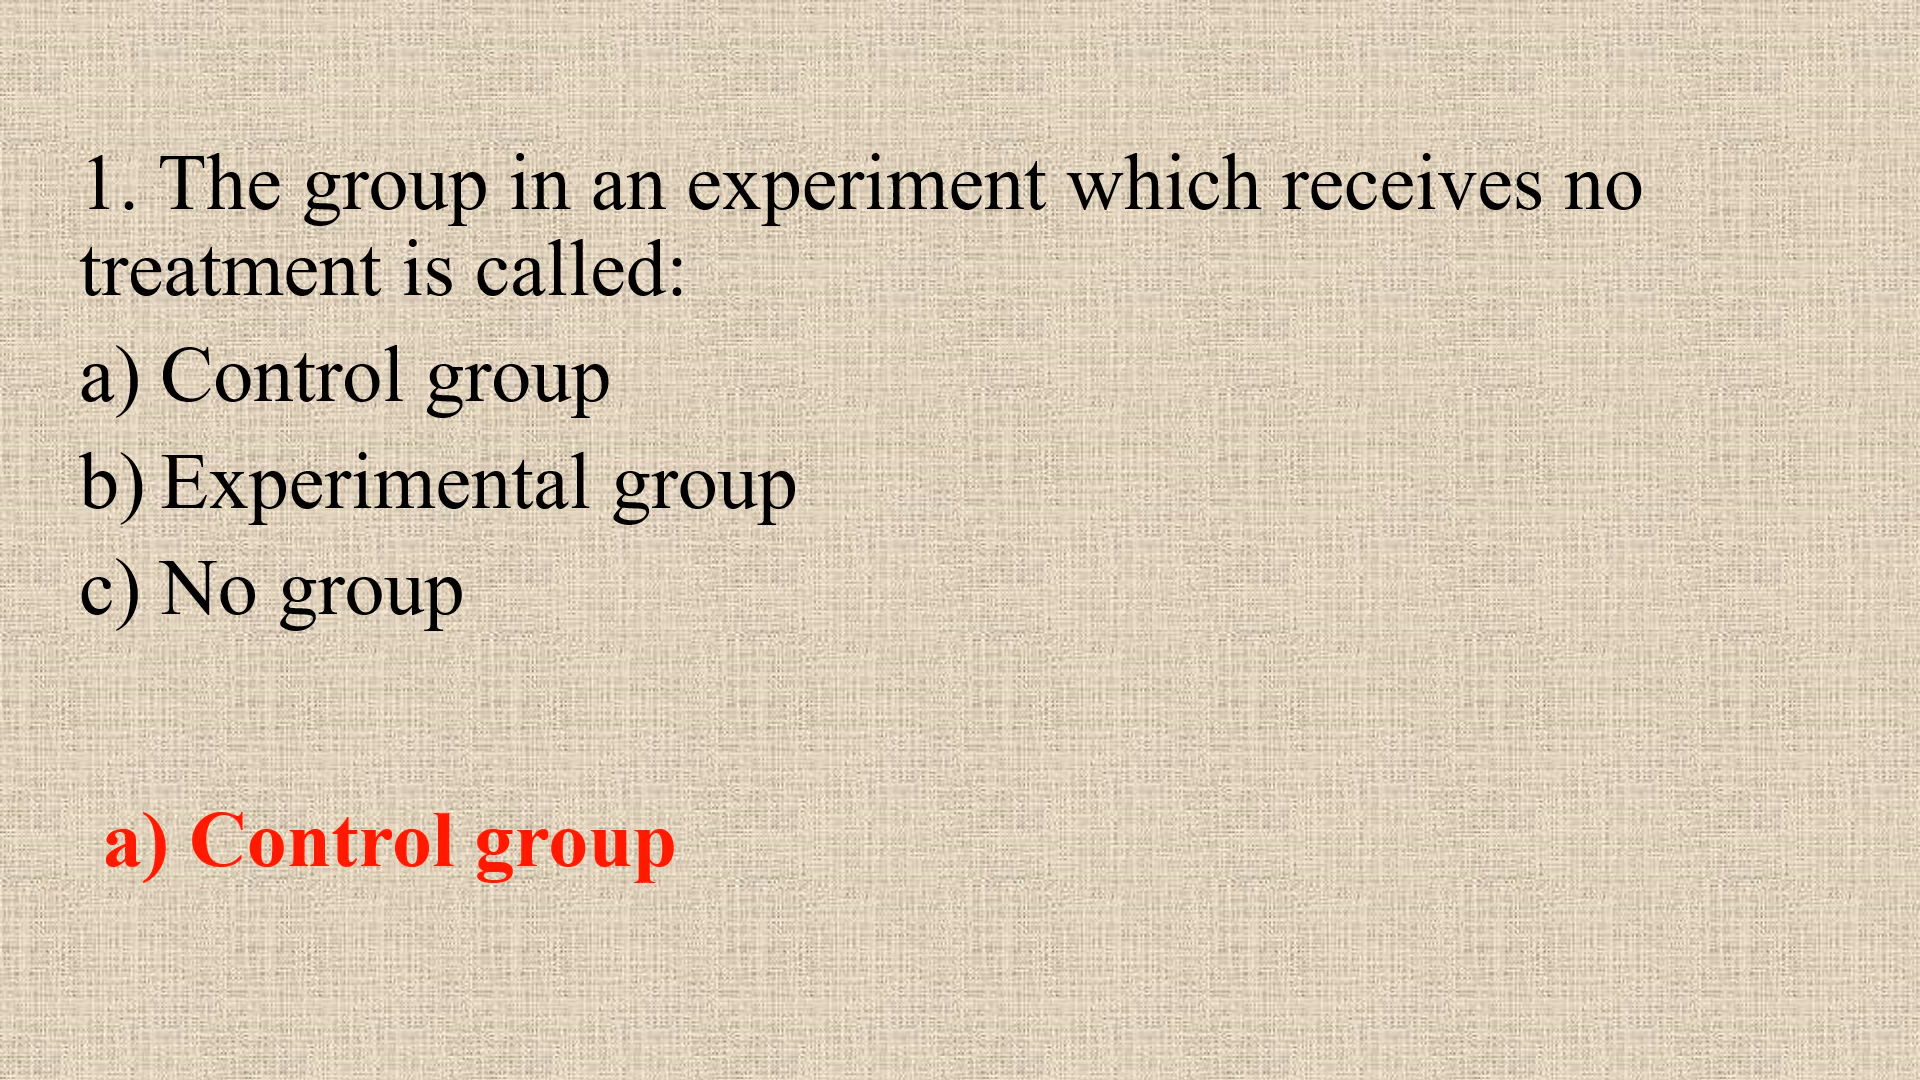 1. The group in an experiment which receives no
treatment is called:
a) Control group
b) Experimental group
c) No group
a) Control group